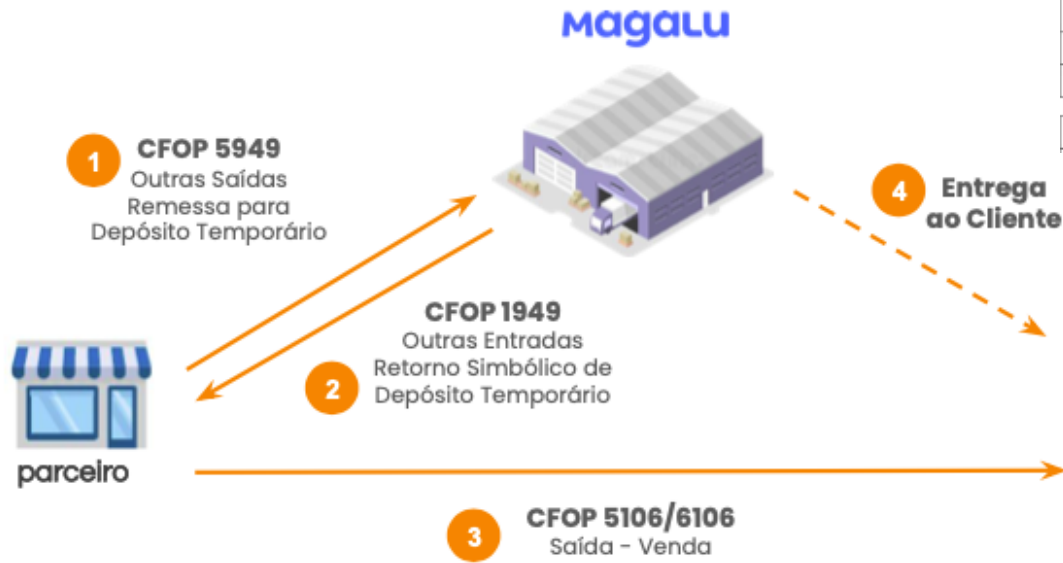 Magalu
1
CFOP 5949
Outras Saídas
Remessa para
Depósito Temporário
4
Entrega
ao Cliente
CFOP 1949
Outras Entradas
Retorno Simbólico de
Depósito Temporário
2
parceiro
3
CFOP 5106/6106
Saída - Venda